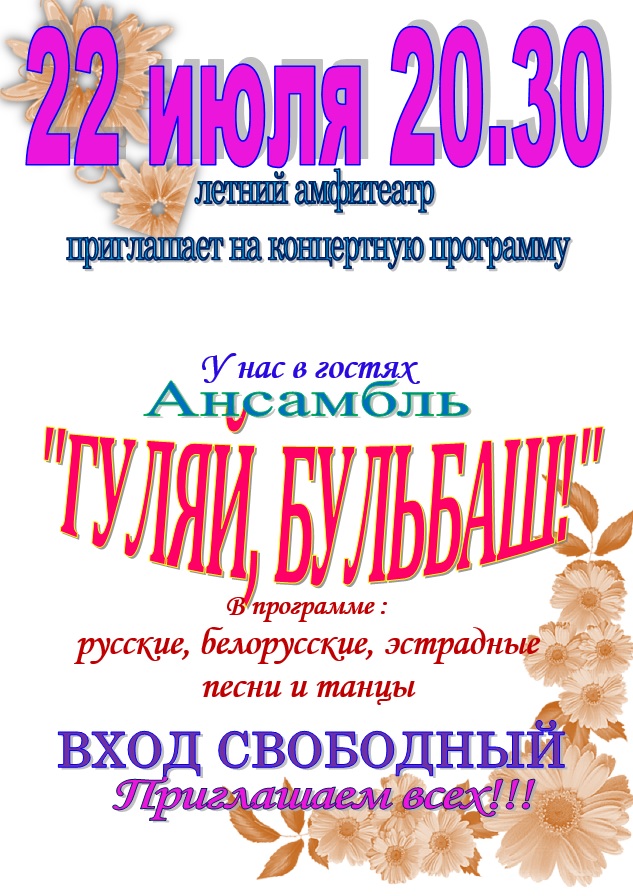 22 июля 20.30
летний амфитеатр
приглашает на концертную программу
У нас в гостях
Ансамбль
"ГУЛЯЙ, БУЛЬБАШ!"
В программе :
русские, белорусские, эстрадные
песни и танцы
ВХОД СВОБОДНЫЙ
Приглашаем всех!!!